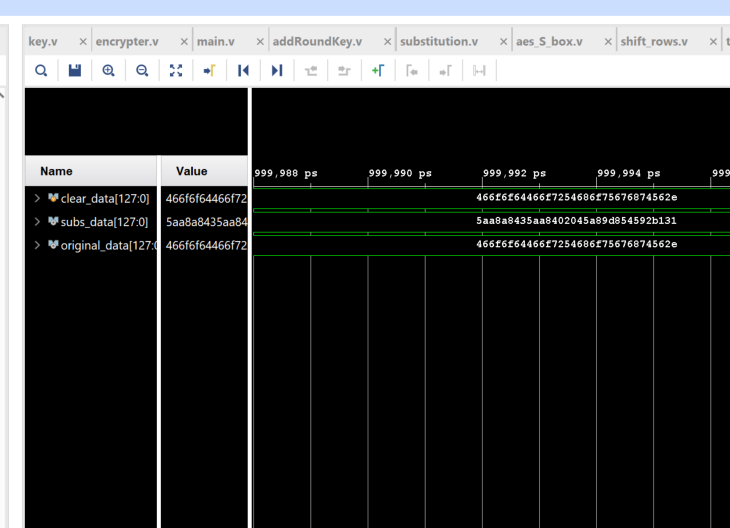 key.v × encrypter.v × main.v × addRoundKey.v × substitution.v × aes_S_box.v × shift_rows.v × t
Name Value 999,988 ps 999,990 ps 999,992 ps 999,994 ps 999
clear_data[127:0] 466f6f64466f72 466f6f64466f7254686f75676874562e
subs_data[127:0] 5aa8a8435aa84 5aa8a8435aa8402045a89d854592b131
original_data[127:0 466f6f64466f72 466f6f64466f7254686f75676874562e